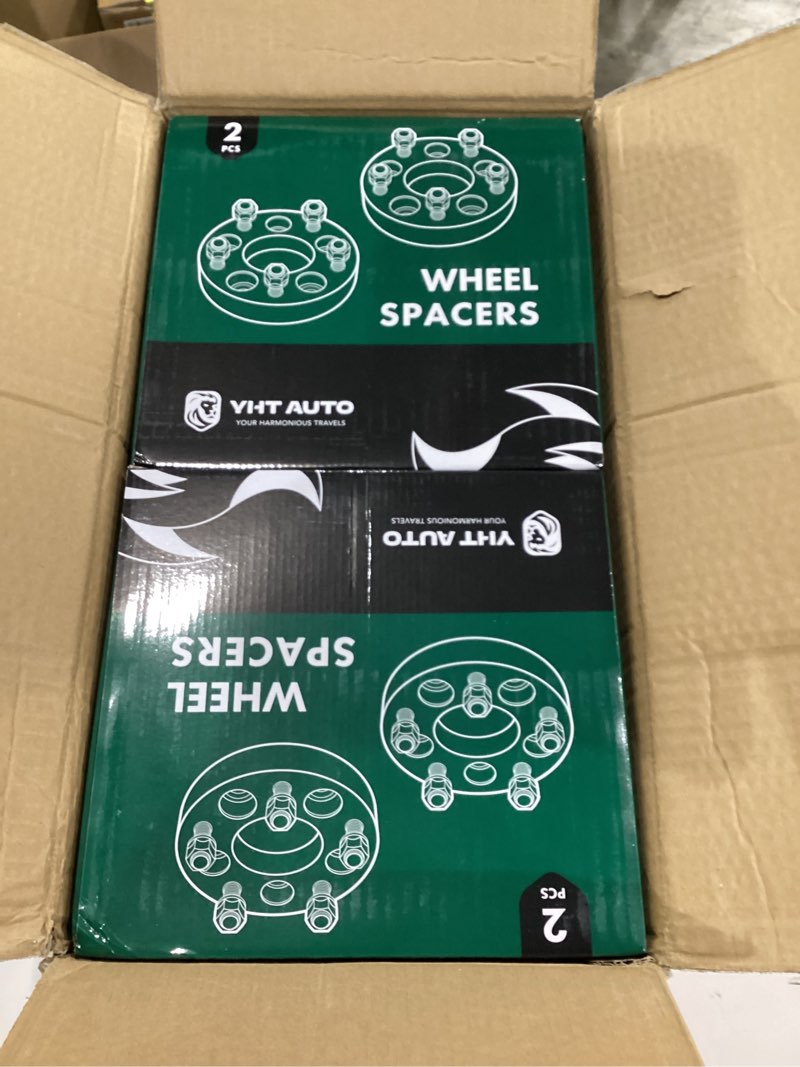 2
PCS
WHEEL
SPACERS
YHT AUTO
YOUR HARMONIOUS TRAVELS
YHT AUTO
YOUR HARMONIOUS TRAVELS
WHEEL
SPACERS
2
PCS